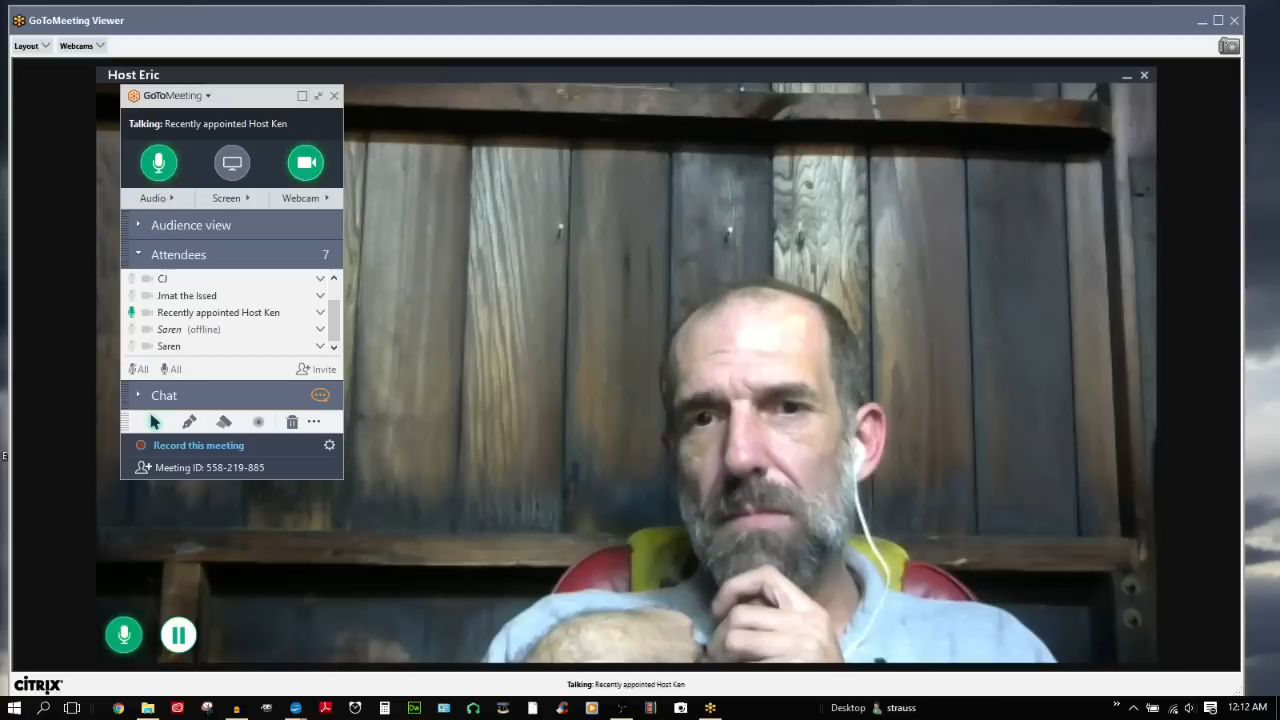 GoToMeeting Viewer
Layout
Webcams
Host Eric
GoToMeeting
Talking: Recently appointed Host Ken
Audio
Screen
Webcam
Audience view
Attendees 7
CJ
Jmat the Issed
Recently appointed Host Ken
Saren (offline)
Saren
All
All
Invite
Chat
Record this meeting
Meeting ID: 558-219-885
CITRIX
Talking: Recently appointed Host Ken
Desktop
strauss
12:12 AM